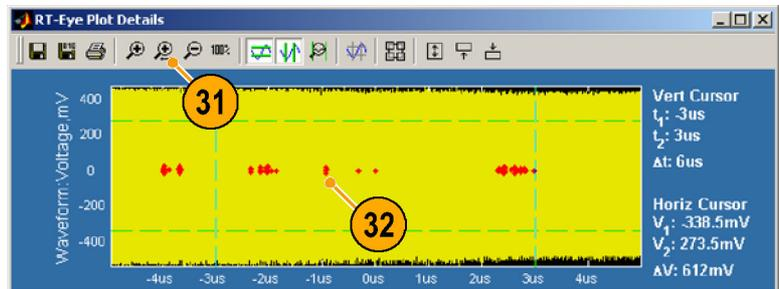 RT-Eye Plot Details
100%
Waveform:Voltage,mV
400
200
0
-200
-400
-4us -3us -2us -1us 0us 1us 2us 3us 4us
31
32
Vert Cursor
t1: -3us
t2: 3us
Δt: 6us
Horiz Cursor
V1: -338.5mV
V2: 273.5mV
ΔV: 612mV